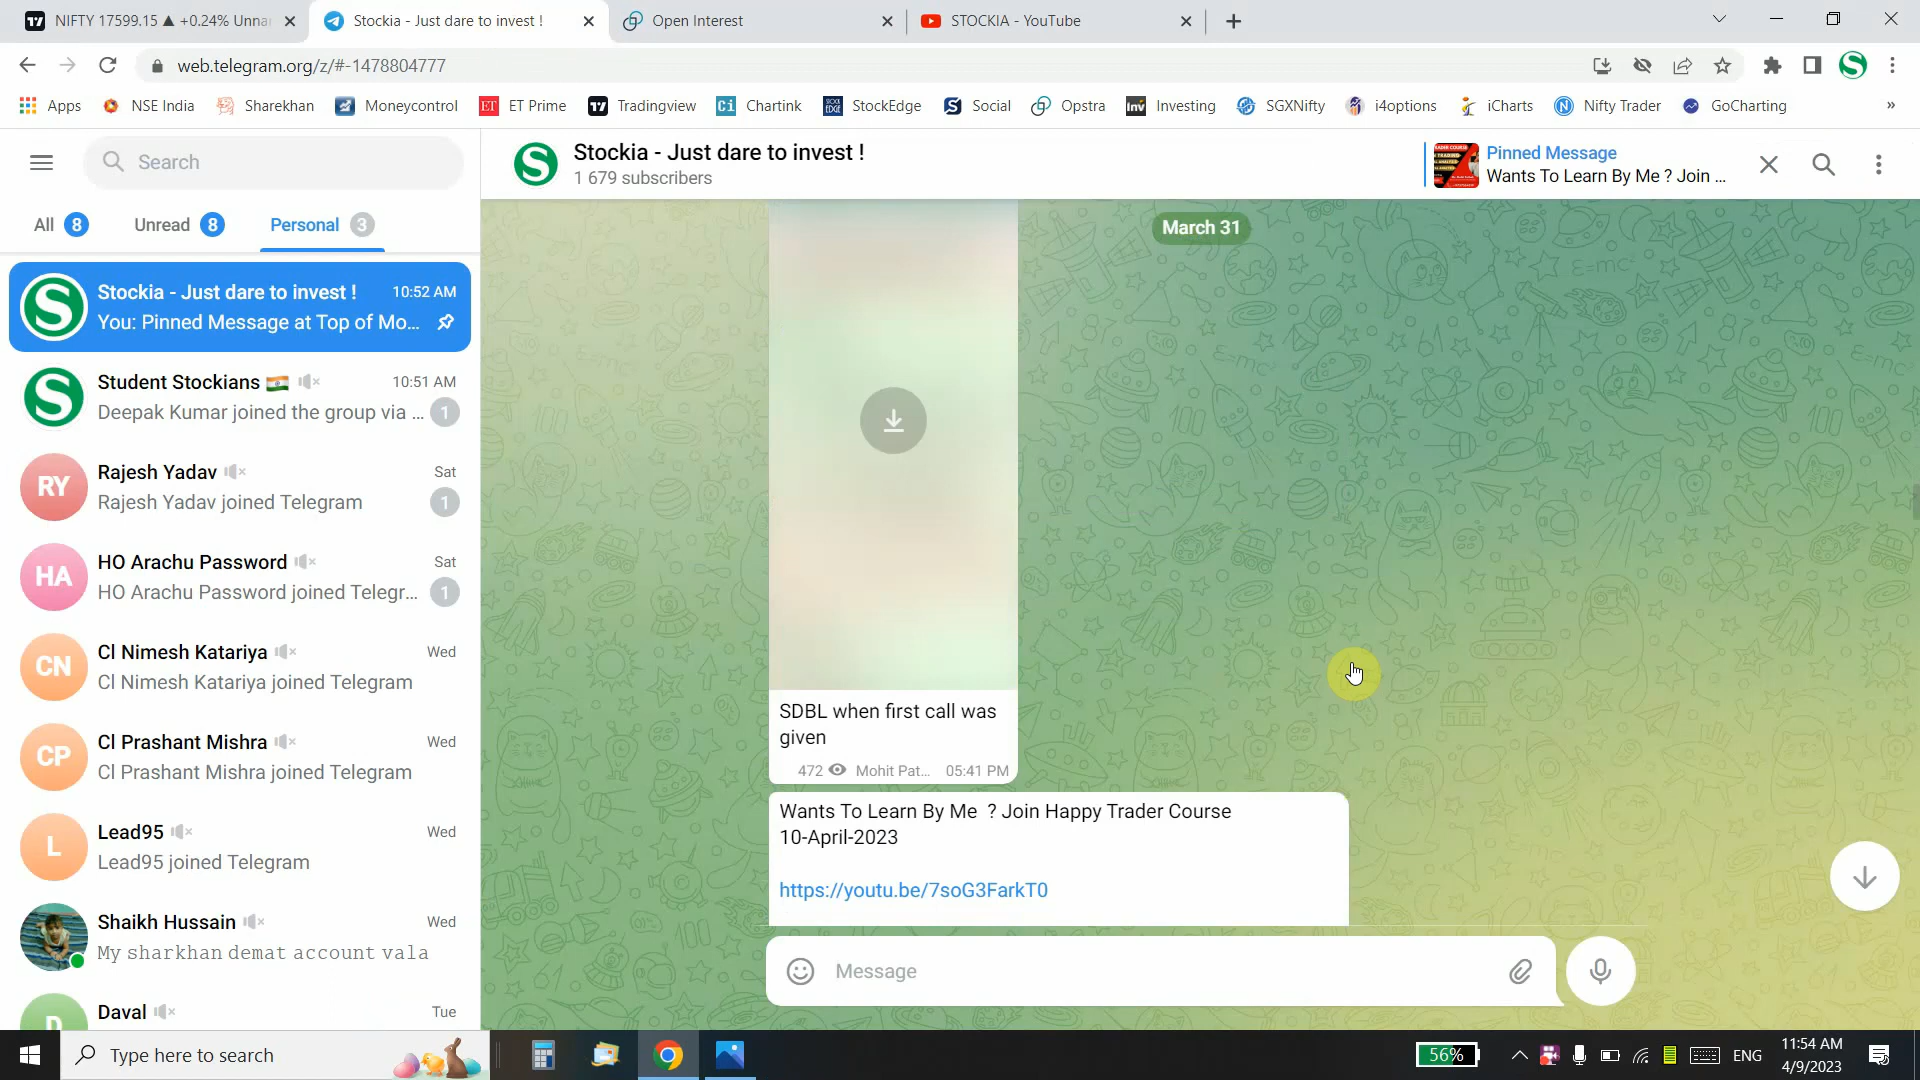 NIFTY 17599.15 ▲ +0.24% Unna
Stockia - Just dare to invest !
Open Interest
STOCKIA - YouTube
web.telegram.org/z/#-1478804777
Apps
NSE India
Sharekhan
Moneycontrol
ET Prime
Tradingview
Chartink
StockEdge
Social
Opstra
Investing
SGXNifty
i4options
iCharts
Nifty Trader
GoCharting
»
Search
Stockia - Just dare to invest !
1 679 subscribers
Pinned Message
Wants To Learn By Me ? Join ...
All 8
Unread 8
Personal 3
March 31
Stockia - Just dare to invest ! 10:52 AM
You: Pinned Message at Top of Mo...
Student Stockians 10:51 AM
Deepak Kumar joined the group via ... 1
RY
Rajesh Yadav Sat
Rajesh Yadav joined Telegram 1
HA
HO Arachu Password Sat
HO Arachu Password joined Telegr... 1
CN
Cl Nimesh Katariya Wed
Cl Nimesh Katariya joined Telegram
CP
Cl Prashant Mishra Wed
Cl Prashant Mishra joined Telegram
L
Lead95 Wed
Lead95 joined Telegram
Shaikh Hussain Wed
My sharkhan demat account vala
D
Daval Tue
SDBL when first call was
given
472 Mohit Pat... 05:41 PM
Wants To Learn By Me ? Join Happy Trader Course
10-April-2023
https://youtu.be/7soG3FarkT0
Message
Type here to search
56%
ENG
11:54 AM
4/9/2023